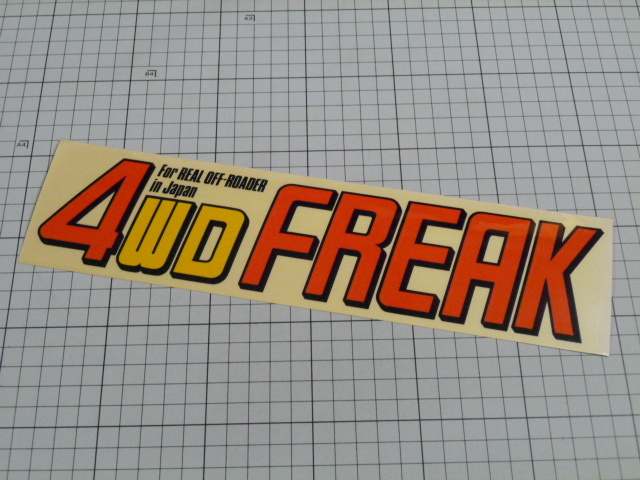 For REAL OFF-ROADER
in Japan
4WD FREAK